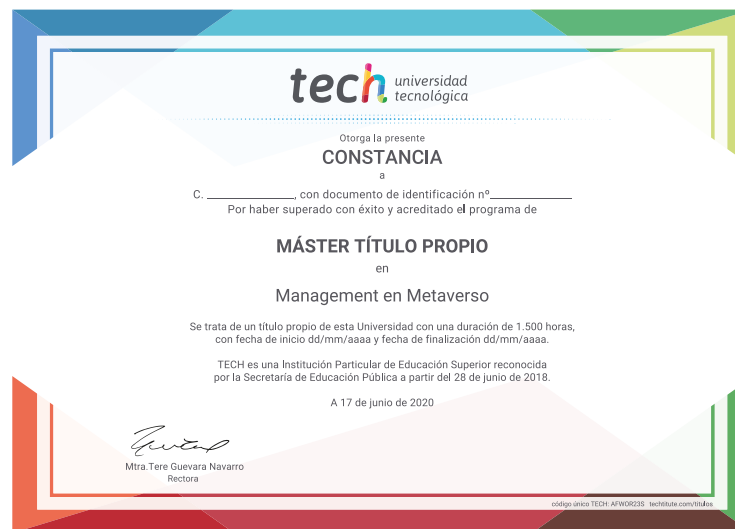 tech universidad
tecnológica
Otorga la presente
CONSTANCIA
a
C. ________________, con documento de identificación nº______________
Por haber superado con éxito y acreditado el programa de
MÁSTER TÍTULO PROPIO
en
Management en Metaverso
Se trata de un título propio de esta Universidad con una duración de 1.500 horas,
con fecha de inicio dd/mm/aaaa y fecha de finalización dd/mm/aaaa.
TECH es una Institución Particular de Educación Superior reconocida
por la Secretaría de Educación Pública a partir del 28 de junio de 2018.
A 17 de junio de 2020
Mtra.Tere Guevara Navarro
Rectora
código único TECH: AFWOR23S techtitute.com/titulos